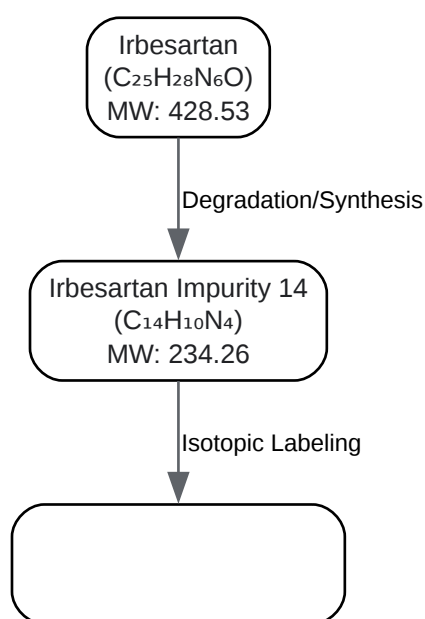 Irbesartan
(C₂₅H₂₈N₆O)
MW: 428.53
Degradation/Synthesis
Irbesartan Impurity 14
(C₁₄H₁₀N₄)
MW: 234.26
Isotopic Labeling